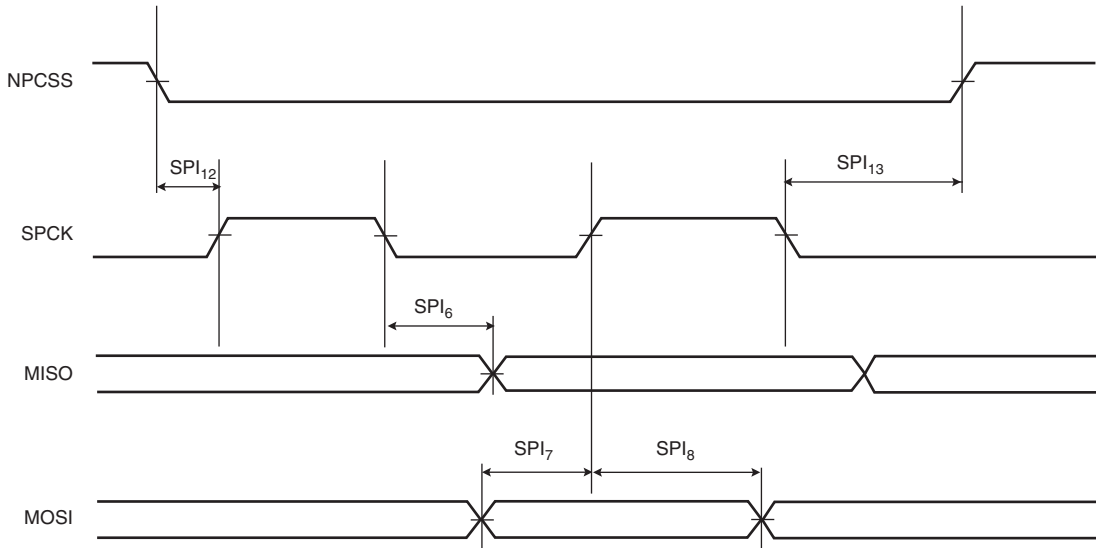 NPCSS
SPI₁₂
SPI₁₃
SPCK
SPI₆
MISO
SPI₇
SPI₈
MOSI